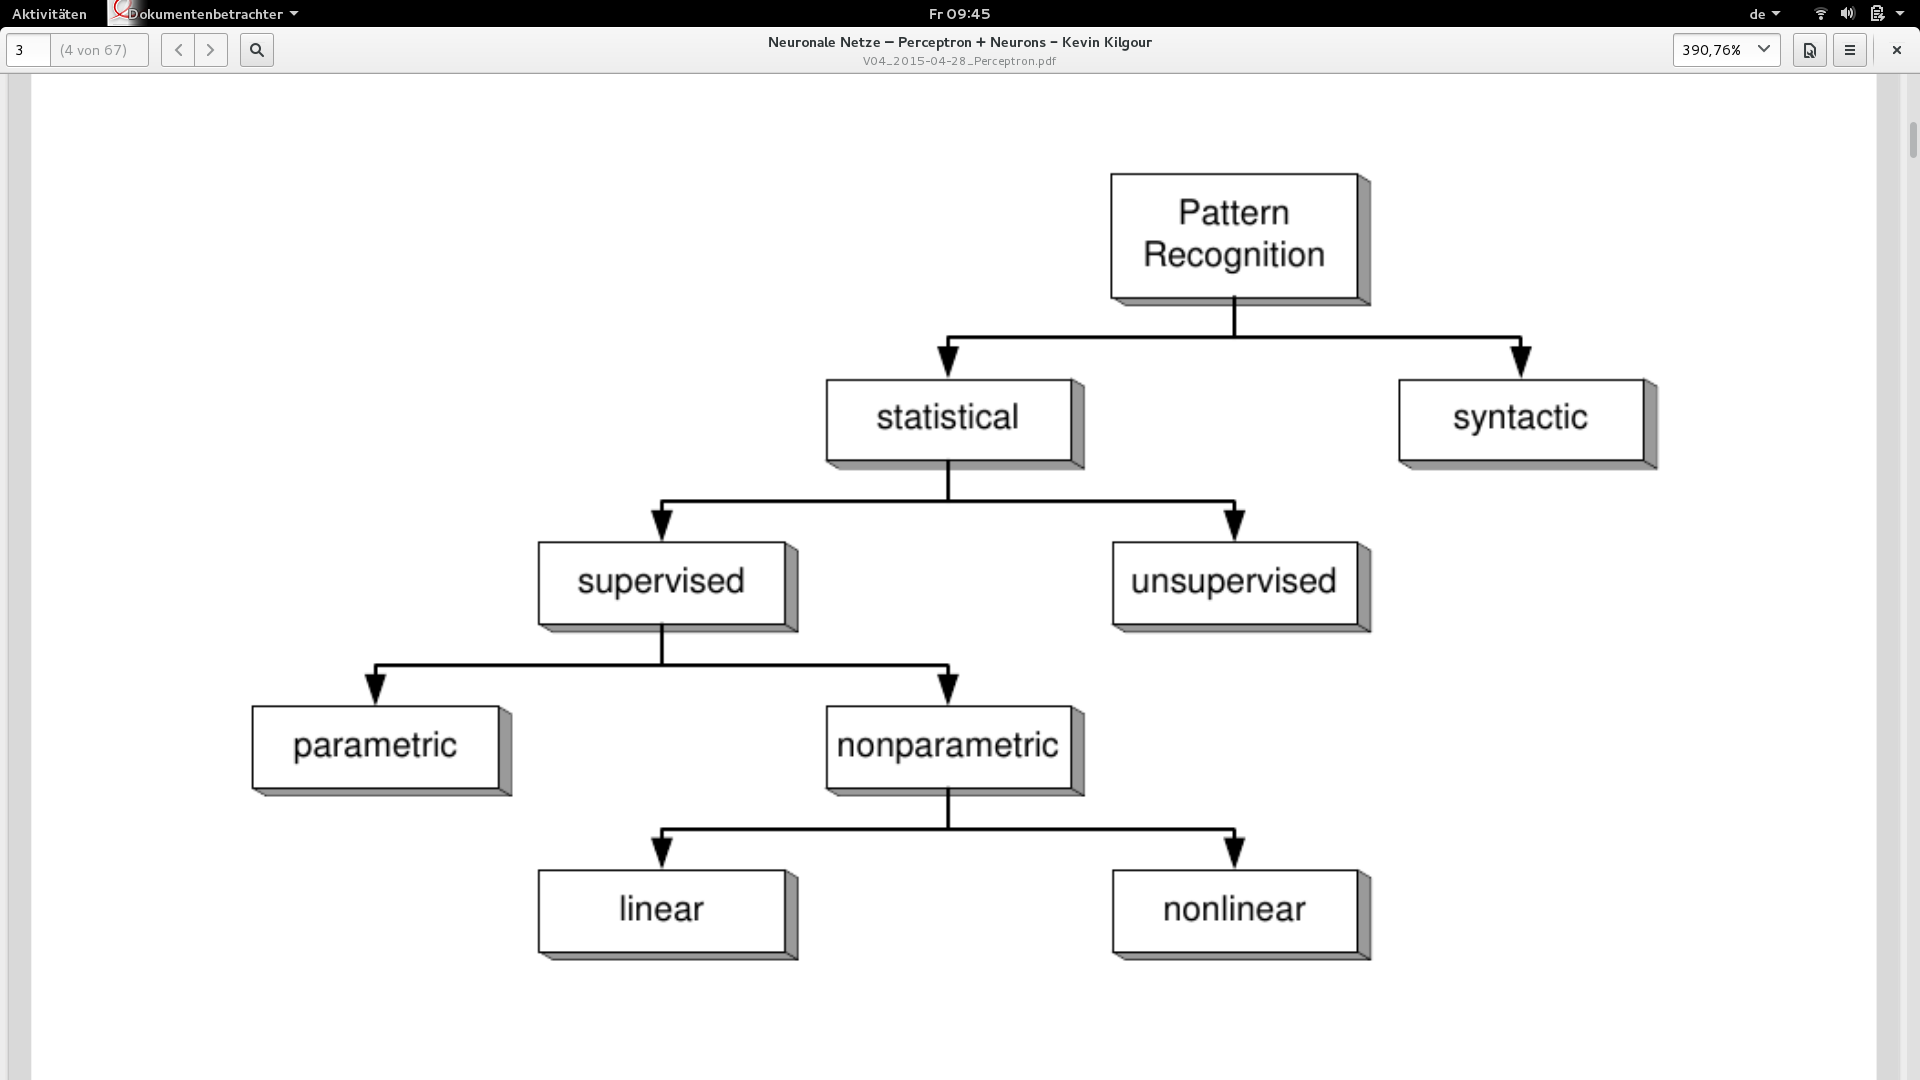 Aktivitäten Dokumentenbetrachter Fr 09:45 de
3 (4 von 67) Neuronale Netze – Perceptron + Neurons – Kevin Kilgour 390,76%
V04_2015-04-28_Perceptron.pdf
Pattern
Recognition
statistical syntactic
supervised unsupervised
parametric nonparametric
linear nonlinear